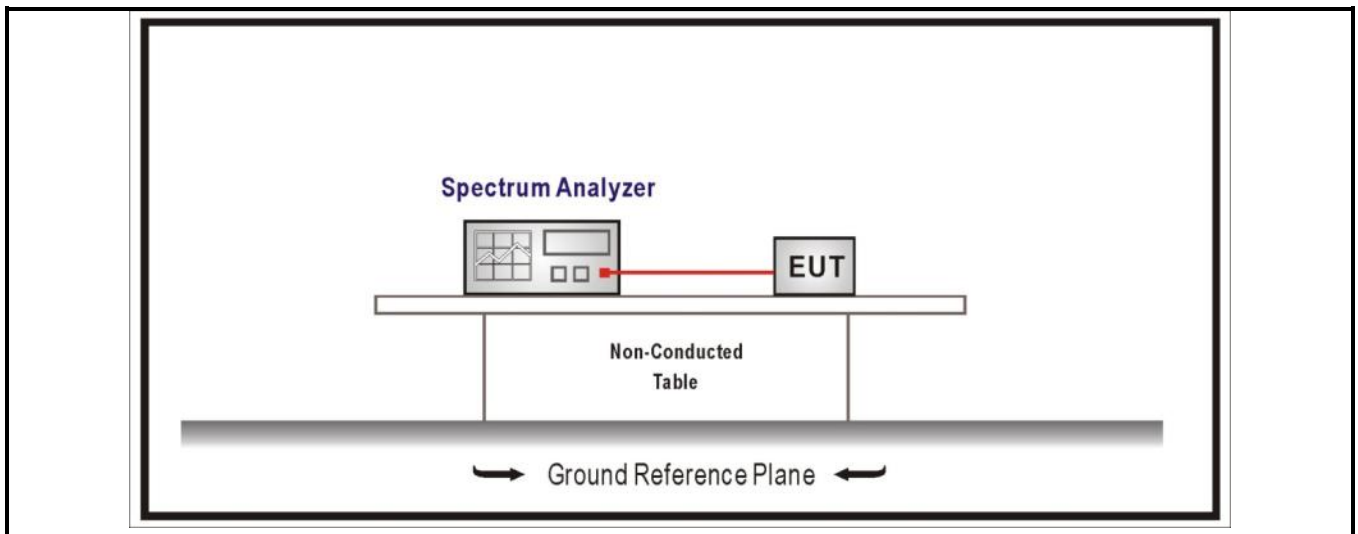 Spectrum Analyzer
EUT
Non-Conducted
Table
Ground Reference Plane